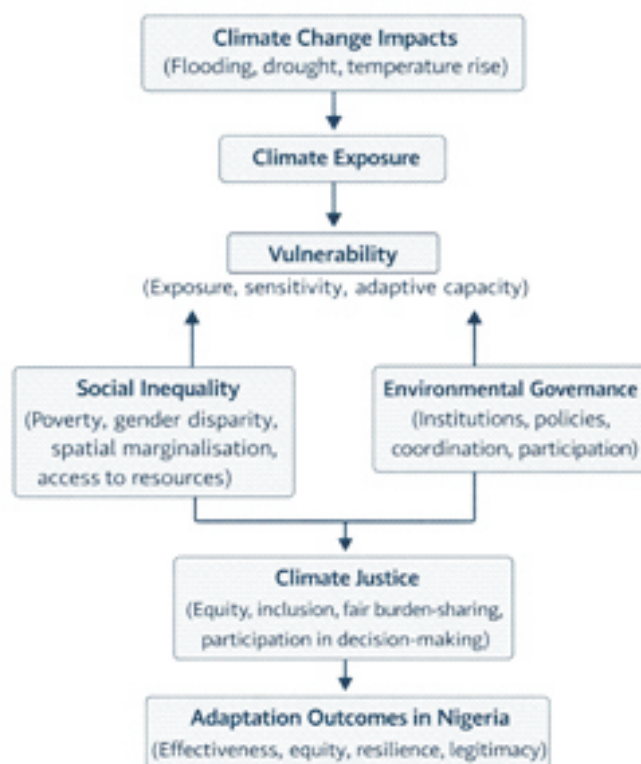 Climate Change Impacts
(Flooding, drought, temperature rise)
Climate Exposure
Vulnerability
(Exposure, sensitivity, adaptive capacity)
Social Inequality
(Poverty, gender disparity,
spatial marginalisation,
access to resources)
Environmental Governance
(Institutions, policies,
coordination, participation)
Climate Justice
(Equity, inclusion, fair burden-sharing,
participation in decision-making)
Adaptation Outcomes in Nigeria
(Effectiveness, equity, resilience, legitimacy)